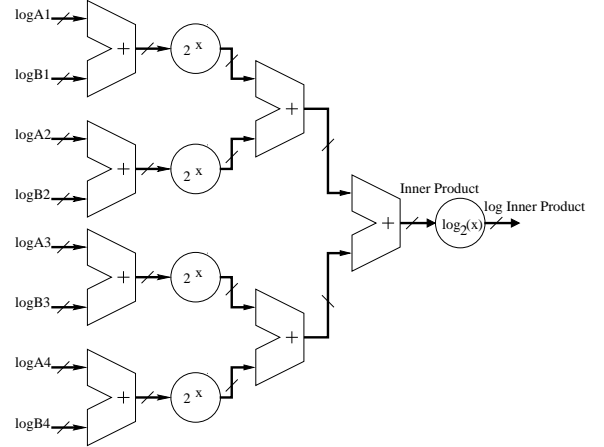 logA1
+
2 x
logB1
+
logA2
+
2 x
logB2
Inner Product
log Inner Product
+
log2(x)
logA3
+
2 x
logB3
+
logA4
+
2 x
logB4